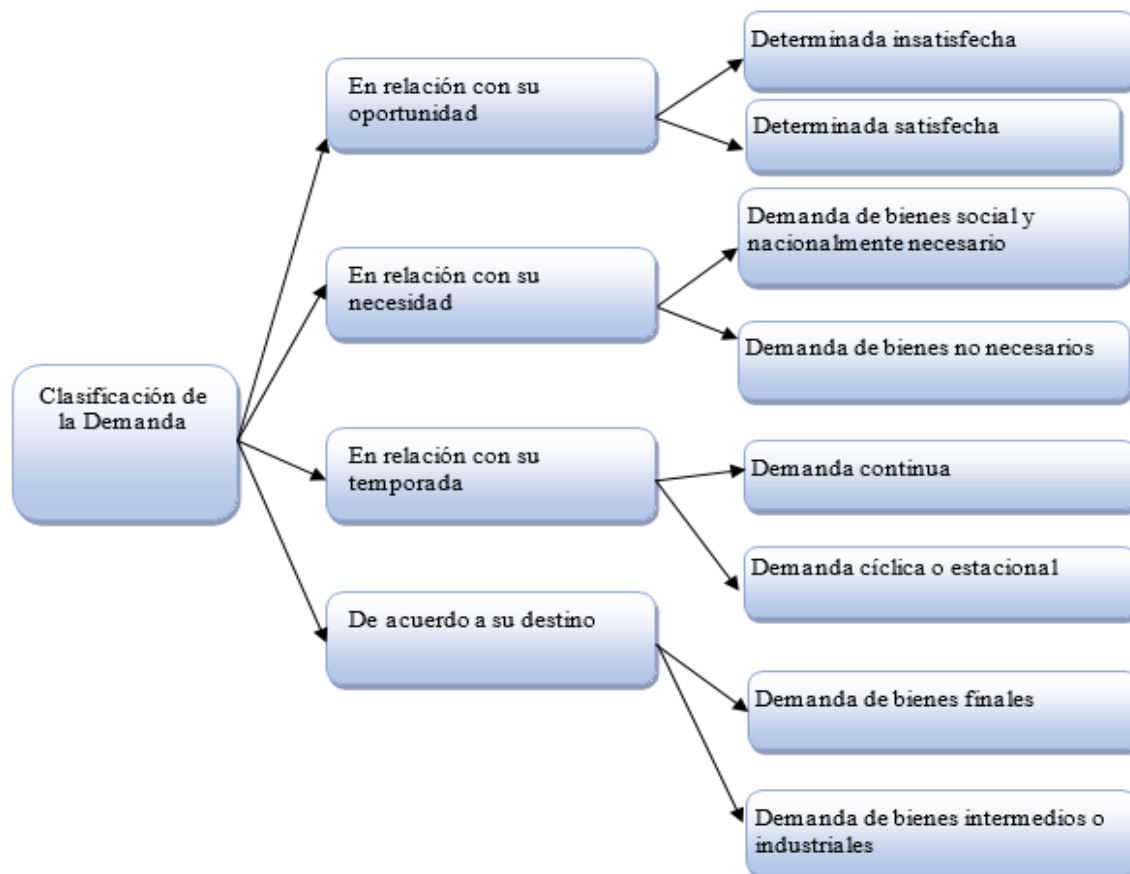 Clasificación de
la Demanda
En relación con su
oportunidad
Determinada insatisfecha
Determinada satisfecha
En relación con su
necesidad
Demanda de bienes social y
nacionalmente necesario
Demanda de bienes no necesarios
En relación con su
temporada
Demanda continua
Demanda cíclica o estacional
De acuerdo a su destino
Demanda de bienes finales
Demanda de bienes intermedios o
industriales